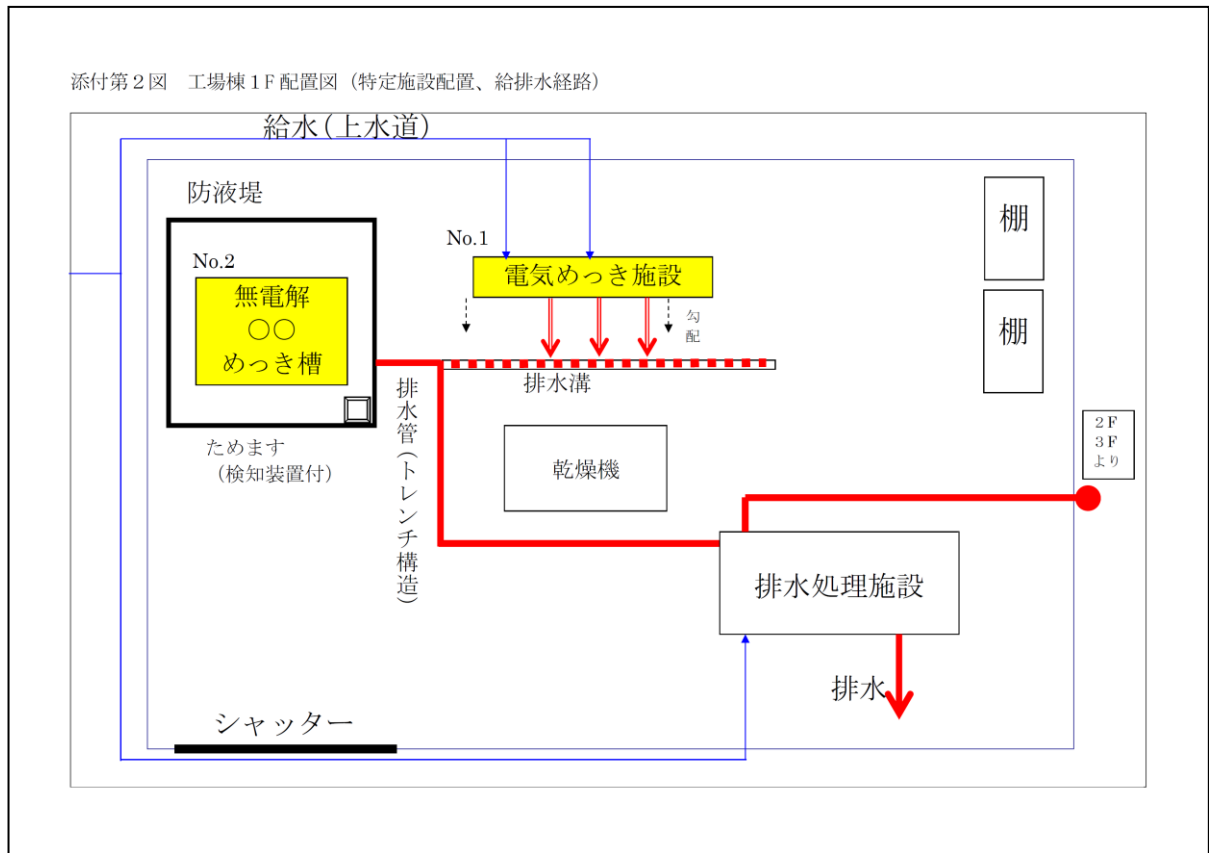 添付第２図　工場棟１F配置図（特定施設配置、給排水経路）
給水(上水道)
防液堤
No.2
無電解
○○
めっき槽
ためます
（検知装置付）
No.1
電気めっき施設
勾配
排水溝
排水管(トレンチ構造)
乾燥機
棚
棚
２F
３F
より
排水処理施設
排水
シャッター